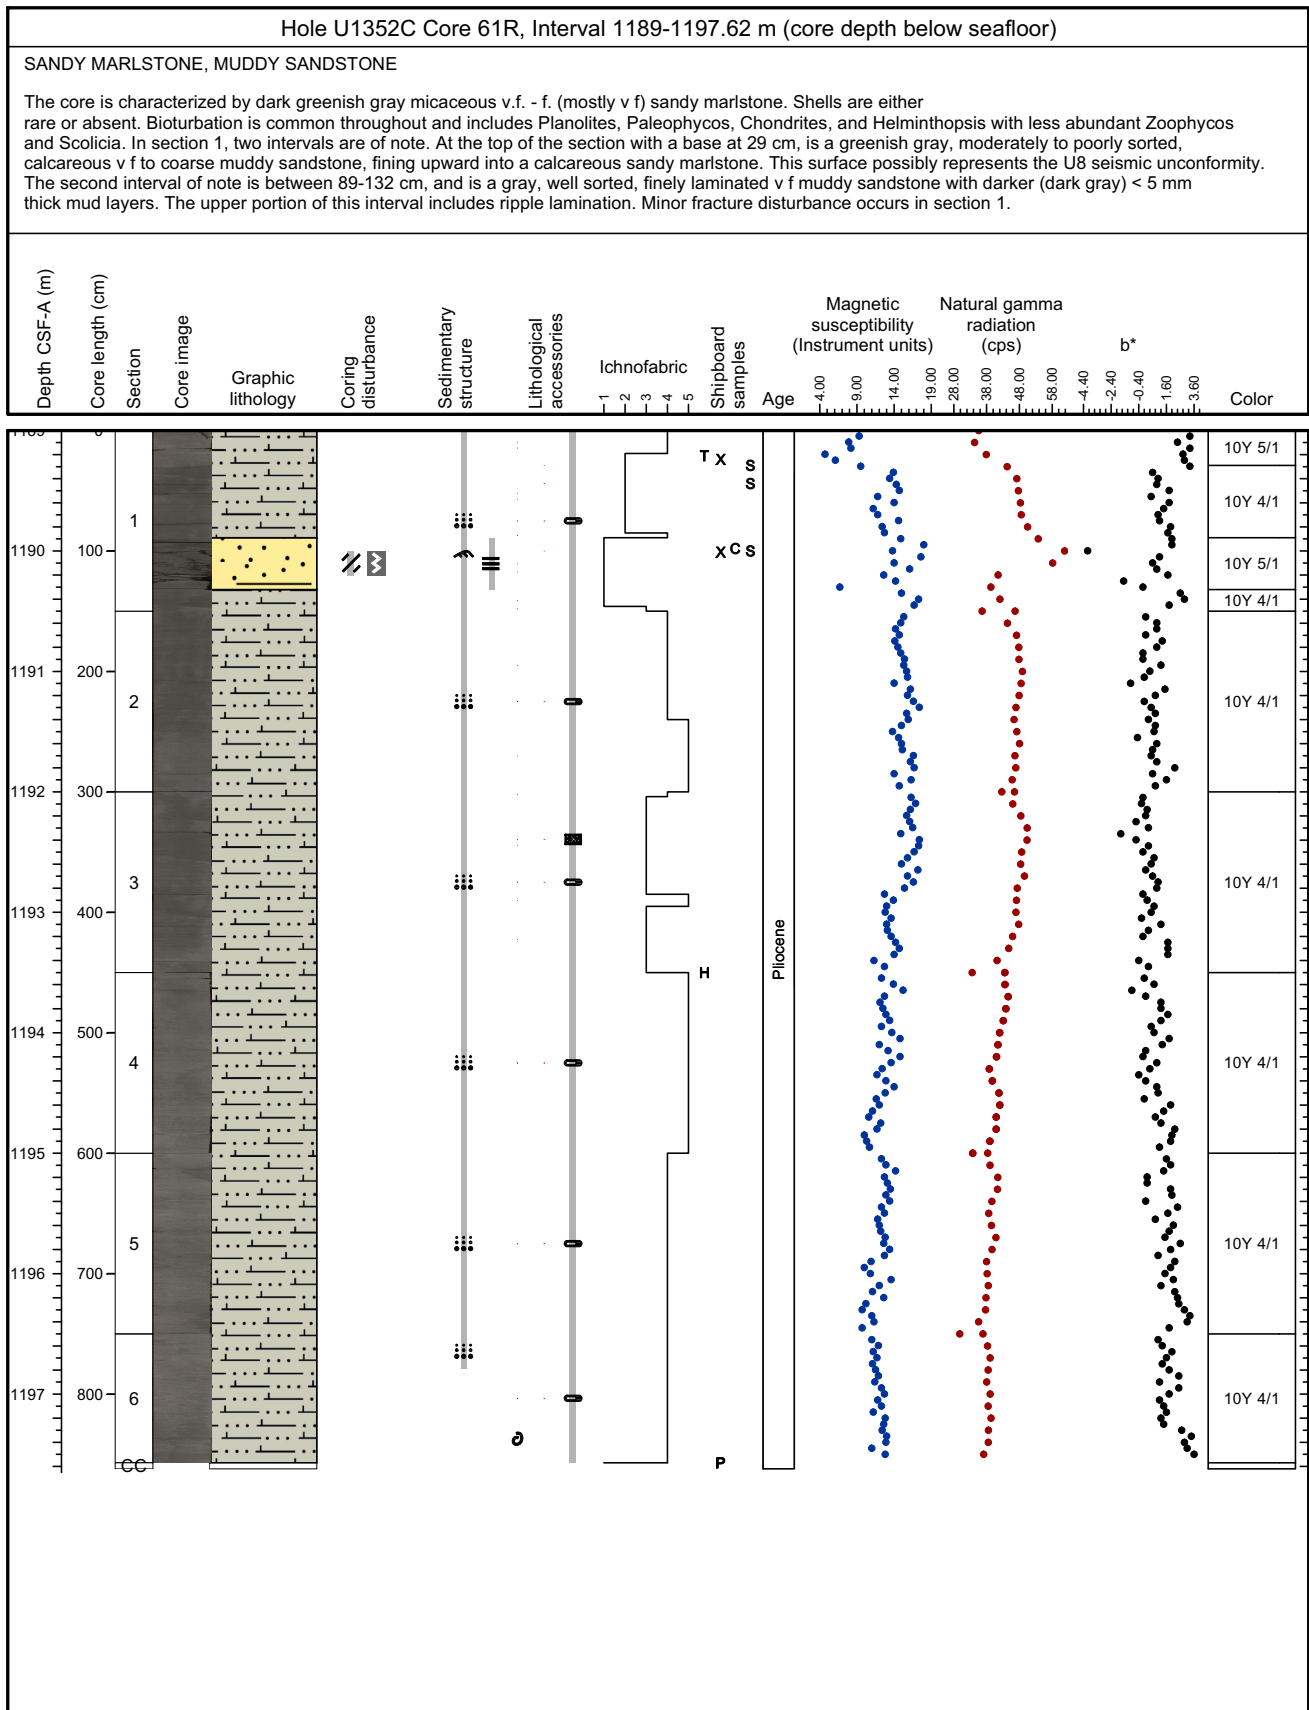 Hole U1352C Core 61R, Interval 1189-1197.62 m (core depth below seafloor)
SANDY MARLSTONE, MUDDY SANDSTONE
The core is characterized by dark greenish gray micaceous v.f. - f. (mostly v f) sandy marlstone. Shells are either
rare or absent. Bioturbation is common throughout and includes Planolites, Paleophycos, Chondrites, and Helminthopsis with less abundant Zoophycos
and Scolicia. In section 1, two intervals are of note. At the top of the section with a base at 29 cm, is a greenish gray, moderately to poorly sorted,
calcareous v f to coarse muddy sandstone, fining upward into a calcareous sandy marlstone. This surface possibly represents the U8 seismic unconformity.
The second interval of note is between 89-132 cm, and is a gray, well sorted, finely laminated v f muddy sandstone with darker (dark gray) < 5 mm
thick mud layers. The upper portion of this interval includes ripple lamination. Minor fracture disturbance occurs in section 1.
Depth CSF-A (m)
Core length (cm)
Section
Core image
Graphic
lithology
Coring
disturbance
Sedimentary
structure
Lithological
accessories
Ichnofabric
1 2 3 4 5
Shipboard
samples
Age
Magnetic
susceptibility
(Instrument units)
4.00 9.00 14.00 19.00
Natural gamma
radiation
(cps)
28.00 38.00 48.00 58.00
b*
-4.40 -2.40 -0.40 1.60 3.60
Color
10Y 5/1
T X S
S
10Y 4/1
1
1190 100 X C S 10Y 5/1
10Y 4/1
1191 200
2 10Y 4/1
1192 300
3 10Y 4/1
1193 400
Pliocene
H
1194 500
4 10Y 4/1
1195 600
5 10Y 4/1
1196 700
1197 800
6 10Y 4/1
CC P